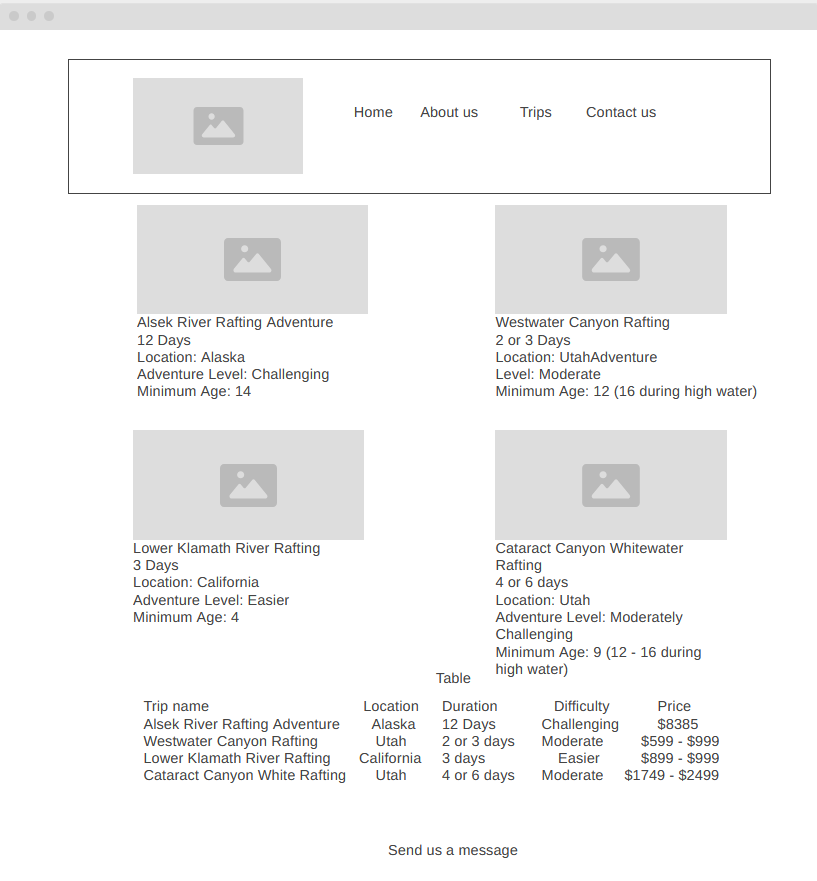 Home About us Trips Contact us
Alsek River Rafting Adventure
12 Days
Location: Alaska
Adventure Level: Challenging
Minimum Age: 14
Westwater Canyon Rafting
2 or 3 Days
Location: UtahAdventure
Level: Moderate
Minimum Age: 12 (16 during high water)
Lower Klamath River Rafting
3 Days
Location: California
Adventure Level: Easier
Minimum Age: 4
Cataract Canyon Whitewater
Rafting
4 or 6 days
Location: Utah
Adventure Level: Moderately
Challenging
Minimum Age: 9 (12 - 16 during
high water)
Table
Trip name Location Duration Difficulty Price
Alsek River Rafting Adventure Alaska 12 Days Challenging $8385
Westwater Canyon Rafting Utah 2 or 3 days Moderate $599 - $999
Lower Klamath River Rafting California 3 days Easier $899 - $999
Cataract Canyon White Rafting Utah 4 or 6 days Moderate $1749 - $2499
Send us a message